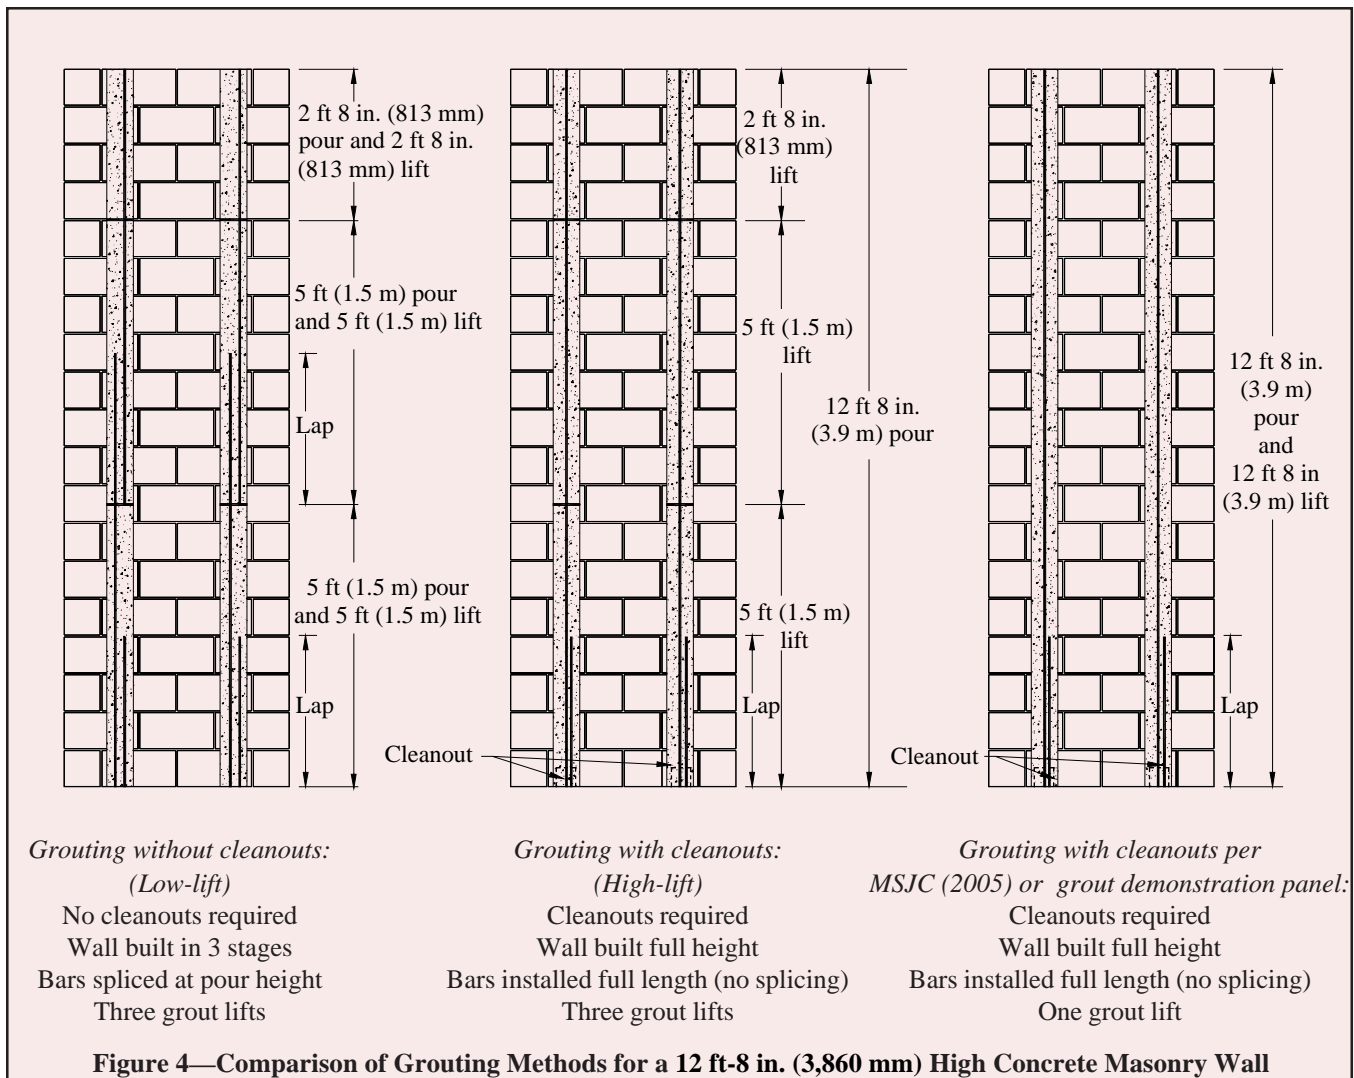 2 ft 8 in. (813 mm)
pour and 2 ft 8 in.
(813 mm) lift
5 ft (1.5 m) pour
and 5 ft (1.5 m) lift
Lap
5 ft (1.5 m) pour
and 5 ft (1.5 m) lift
Lap
2 ft 8 in.
(813 mm)
lift
5 ft (1.5 m)
lift
12 ft 8 in.
(3.9 m) pour
5 ft (1.5 m)
lift
Lap
Cleanout
12 ft 8 in.
(3.9 m)
pour
and
12 ft 8 in
(3.9 m) lift
Lap
Cleanout
Grouting without cleanouts:
(Low-lift)
No cleanouts required
Wall built in 3 stages
Bars spliced at pour height
Three grout lifts
Grouting with cleanouts:
(High-lift)
Cleanouts required
Wall built full height
Bars installed full length (no splicing)
Three grout lifts
Grouting with cleanouts per
MSJC (2005) or grout demonstration panel:
Cleanouts required
Wall built full height
Bars installed full length (no splicing)
One grout lift
Figure 4—Comparison of Grouting Methods for a 12 ft-8 in. (3,860 mm) High Concrete Masonry Wall